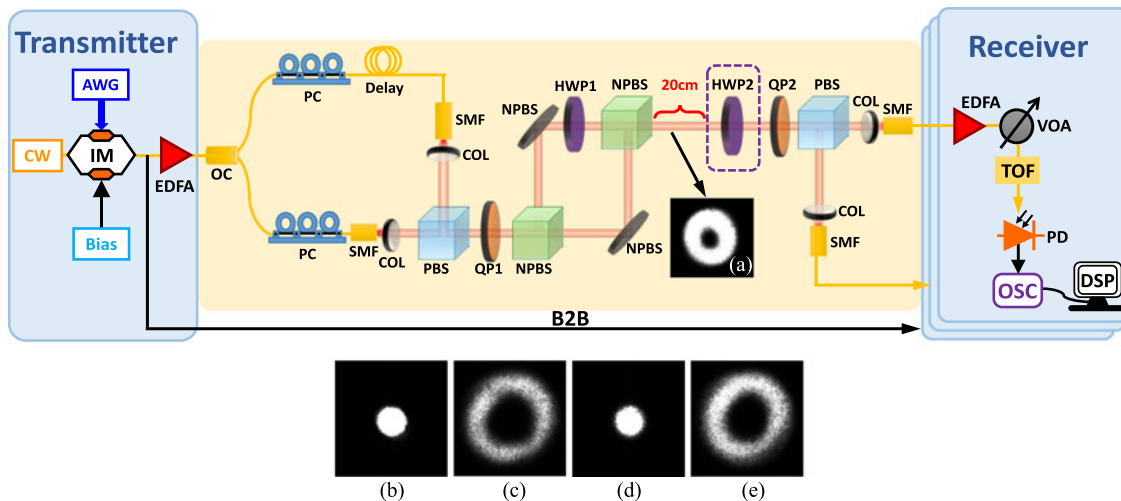 Transmitter
AWG
CW
IM
Bias
EDFA
OC
PC
Delay
SMF
COL
PC
SMF
COL
PBS
QP1
NPBS
NPBS
HWP1
NPBS
NPBS
20cm
(a)
HWP2
QP2
PBS
COL
SMF
COL
SMF
B2B
Receiver
EDFA
VOA
TOF
PD
OSC
DSP
(b)
(c)
(d)
(e)